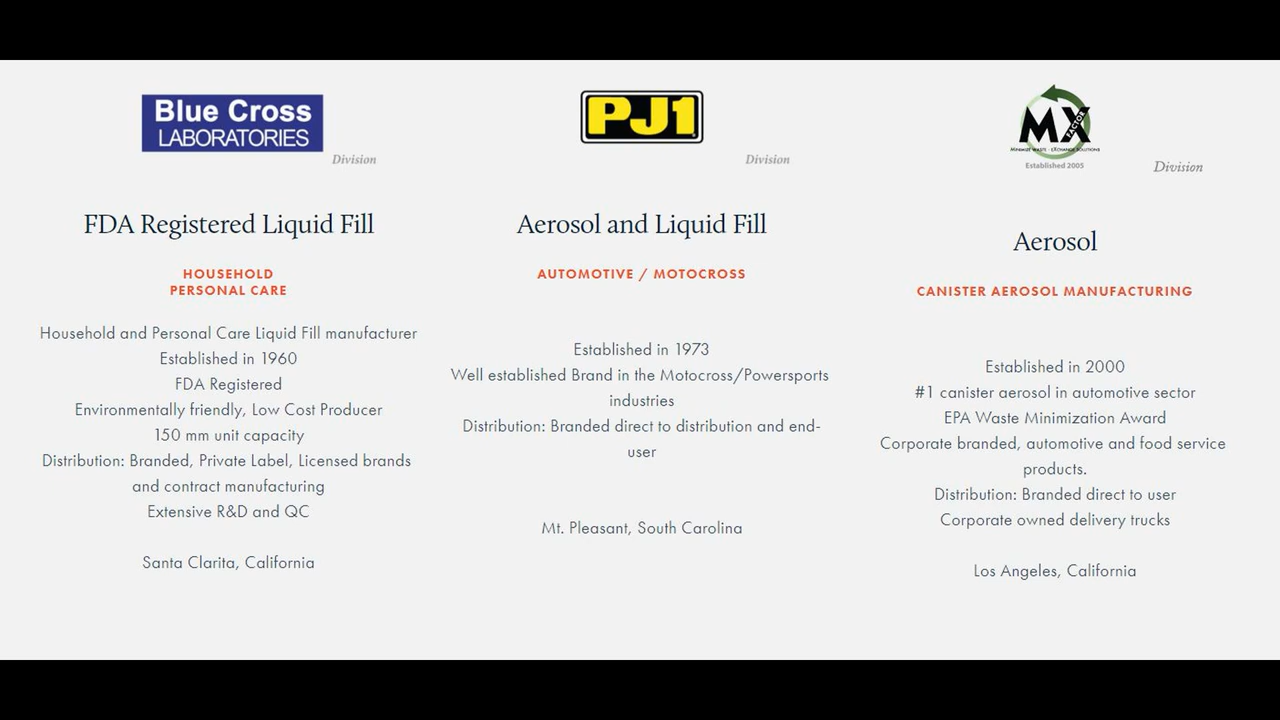 Blue Cross
LABORATORIES
Division
FDA Registered Liquid Fill
HOUSEHOLD
PERSONAL CARE
Household and Personal Care Liquid Fill manufacturer
Established in 1960
FDA Registered
Environmentally friendly, Low Cost Producer
150 mm unit capacity
Distribution: Branded, Private Label, Licensed brands
and contract manufacturing
Extensive R&D and QC
Santa Clarita, California
PJ1
Division
Aerosol and Liquid Fill
AUTOMOTIVE / MOTOCROSS
Established in 1973
Well established Brand in the Motocross/Powersports
industries
Distribution: Branded direct to distribution and end-
user
Mt. Pleasant, South Carolina
MX
FACTOR
MINIMIZE WASTE - EXCHANGE SOLUTIONS
Established 2005
Division
Aerosol
CANISTER AEROSOL MANUFACTURING
Established in 2000
#1 canister aerosol in automotive sector
EPA Waste Minimization Award
Corporate branded, automotive and food service
products.
Distribution: Branded direct to user
Corporate owned delivery trucks
Los Angeles, California